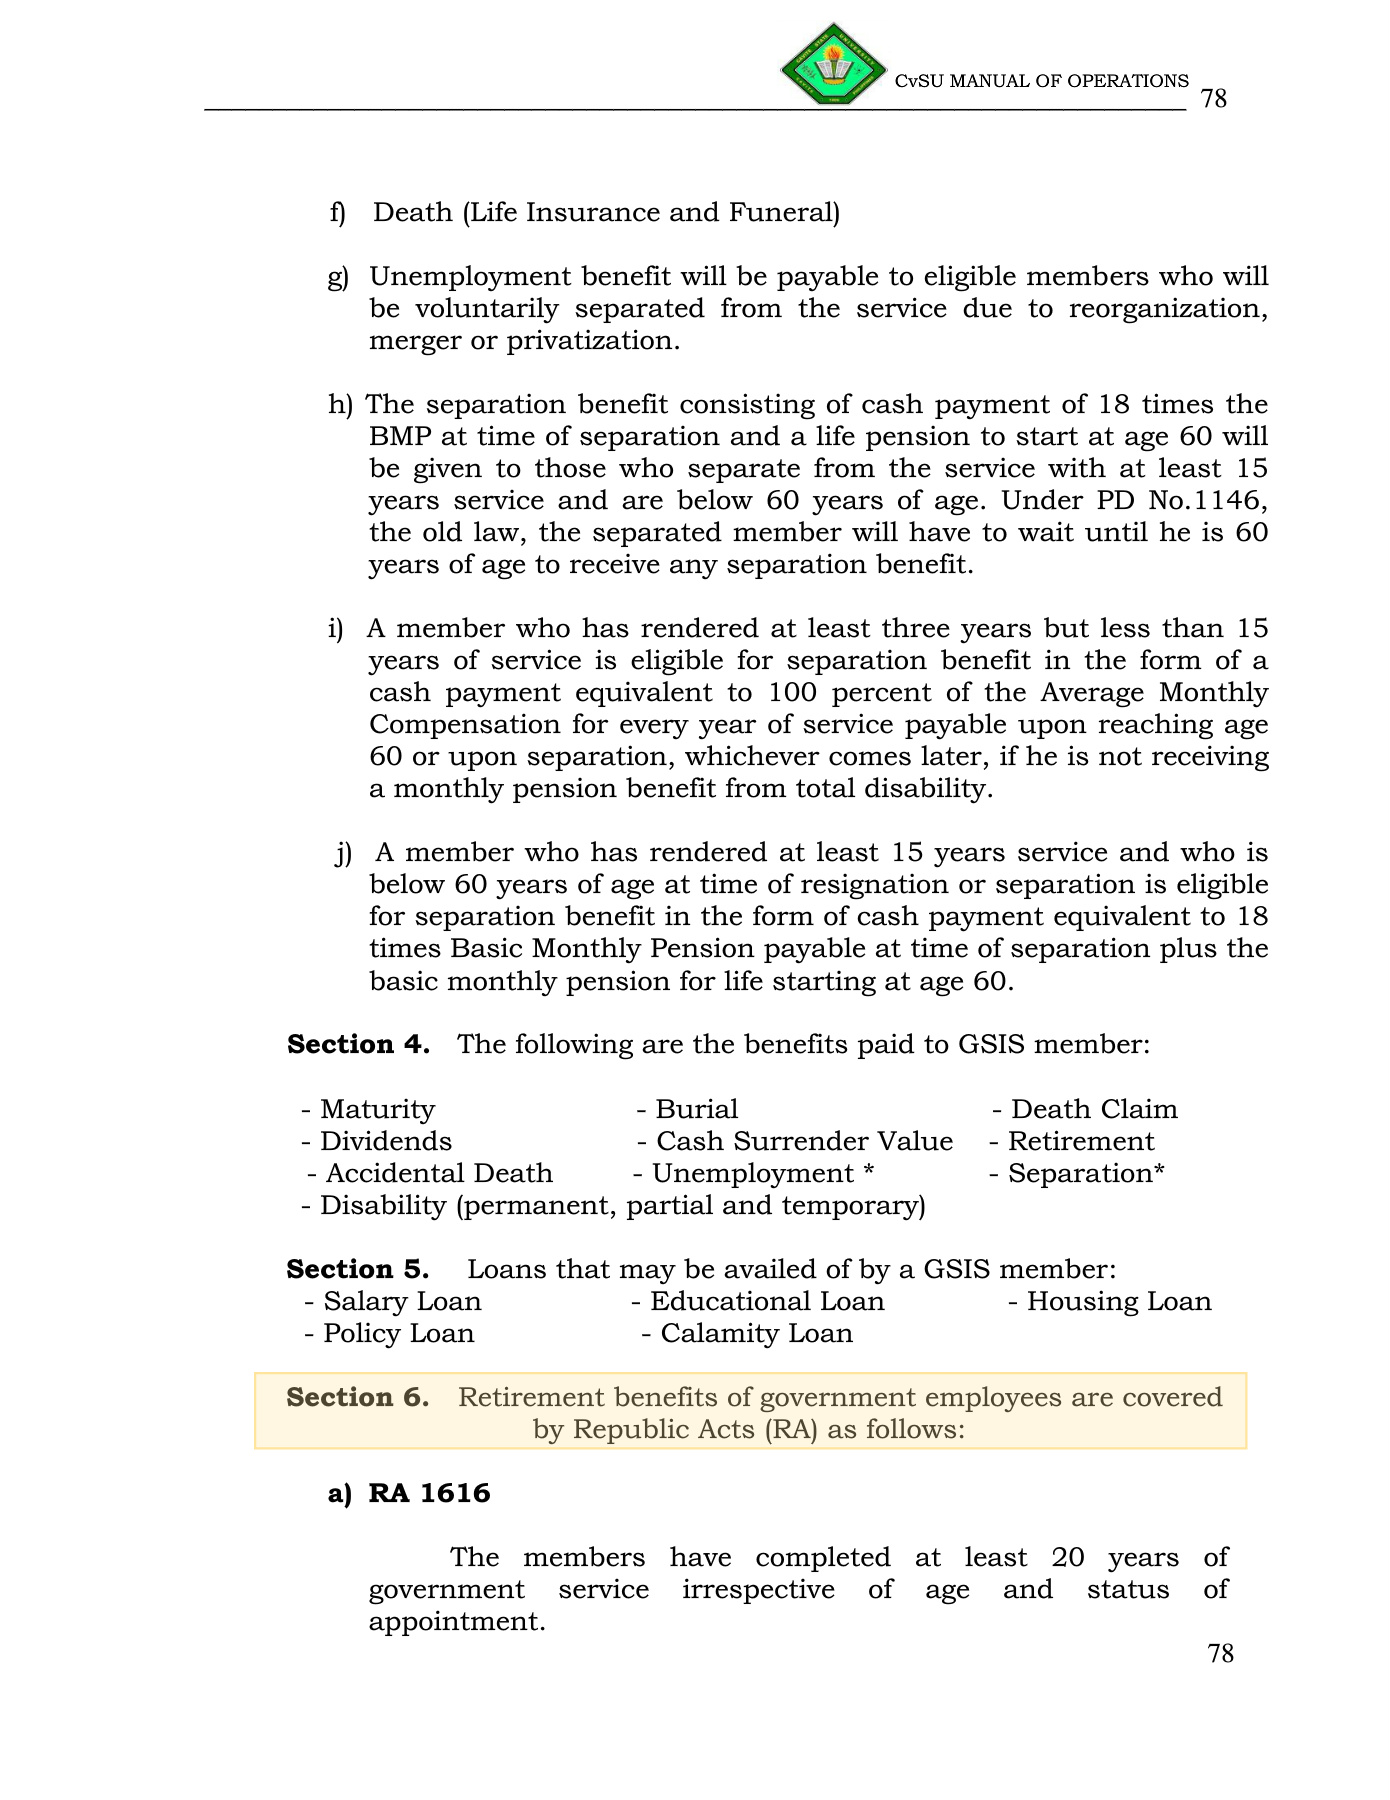 CvSU MANUAL OF OPERATIONS 78
f) Death (Life Insurance and Funeral)
g) Unemployment benefit will be payable to eligible members who will
be voluntarily separated from the service due to reorganization,
merger or privatization.
h) The separation benefit consisting of cash payment of 18 times the
BMP at time of separation and a life pension to start at age 60 will
be given to those who separate from the service with at least 15
years service and are below 60 years of age. Under PD No.1146,
the old law, the separated member will have to wait until he is 60
years of age to receive any separation benefit.
i) A member who has rendered at least three years but less than 15
years of service is eligible for separation benefit in the form of a
cash payment equivalent to 100 percent of the Average Monthly
Compensation for every year of service payable upon reaching age
60 or upon separation, whichever comes later, if he is not receiving
a monthly pension benefit from total disability.
j) A member who has rendered at least 15 years service and who is
below 60 years of age at time of resignation or separation is eligible
for separation benefit in the form of cash payment equivalent to 18
times Basic Monthly Pension payable at time of separation plus the
basic monthly pension for life starting at age 60.
Section 4. The following are the benefits paid to GSIS member:
- Maturity - Burial - Death Claim
- Dividends - Cash Surrender Value - Retirement
- Accidental Death - Unemployment * - Separation*
- Disability (permanent, partial and temporary)
Section 5. Loans that may be availed of by a GSIS member:
- Salary Loan - Educational Loan - Housing Loan
- Policy Loan - Calamity Loan
Section 6. Retirement benefits of government employees are covered
by Republic Acts (RA) as follows:
a) RA 1616
The members have completed at least 20 years of
government service irrespective of age and status of
appointment.
78